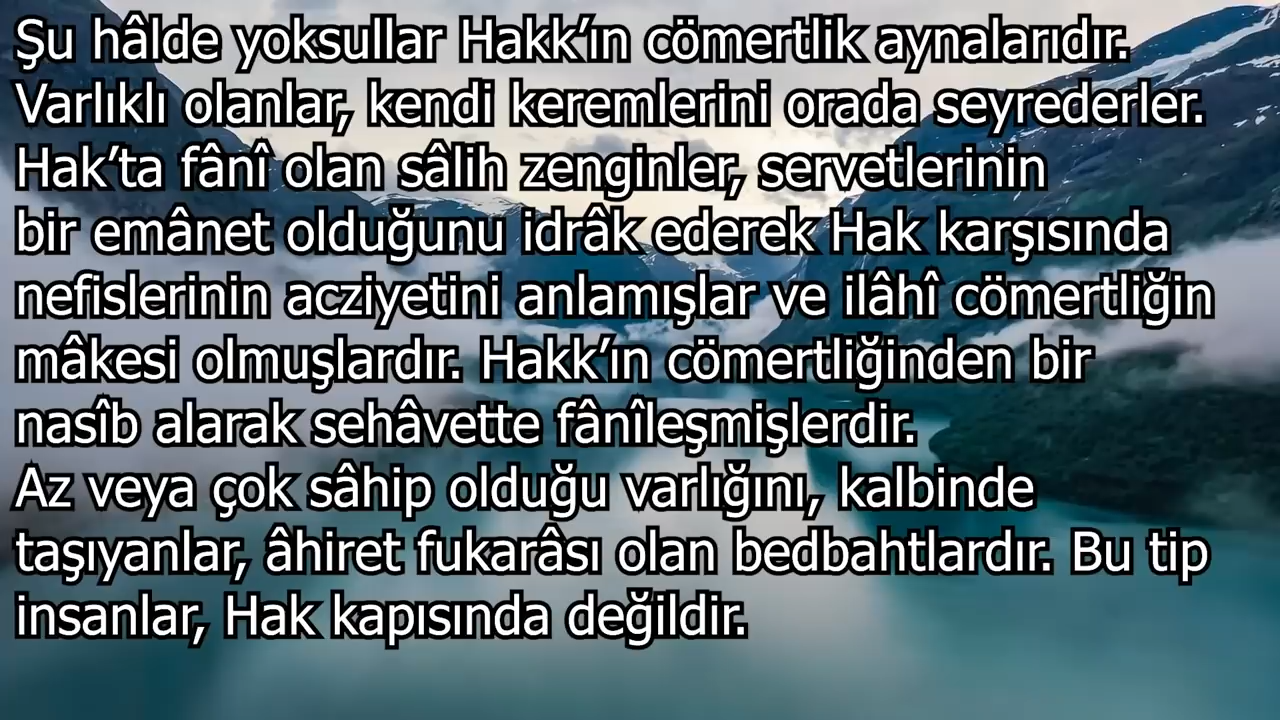 Şu hâlde yoksullar Hakk’ın cömertlik aynalarıdır.
Varlıklı olanlar, kendi keremlerini orada seyrederler.
Hak’ta fânî olan sâlih zenginler, servetlerinin
bir emânet olduğunu idrâk ederek Hak karşısında
nefislerinin acziyetini anlamışlar ve ilâhî cömertliğin
mâkesi olmuşlardır. Hakk’ın cömertliğinden bir
nasîb alarak sehâvette fânîleşmişlerdir.
Az veya çok sâhip olduğu varlığını, kalbinde
taşıyanlar, âhiret fukarâsı olan bedbahtlardır. Bu tip
insanlar, Hak kapısında değildir.